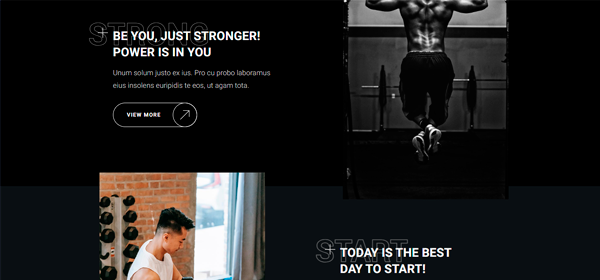 STRONG
BE YOU, JUST STRONGER!
POWER IS IN YOU
Unum solum justo ex ius. Pro cu probo laboramus
eius insolens euripidis te eos, ut agam tota.
VIEW MORE
START
TODAY IS THE BEST
DAY TO START!